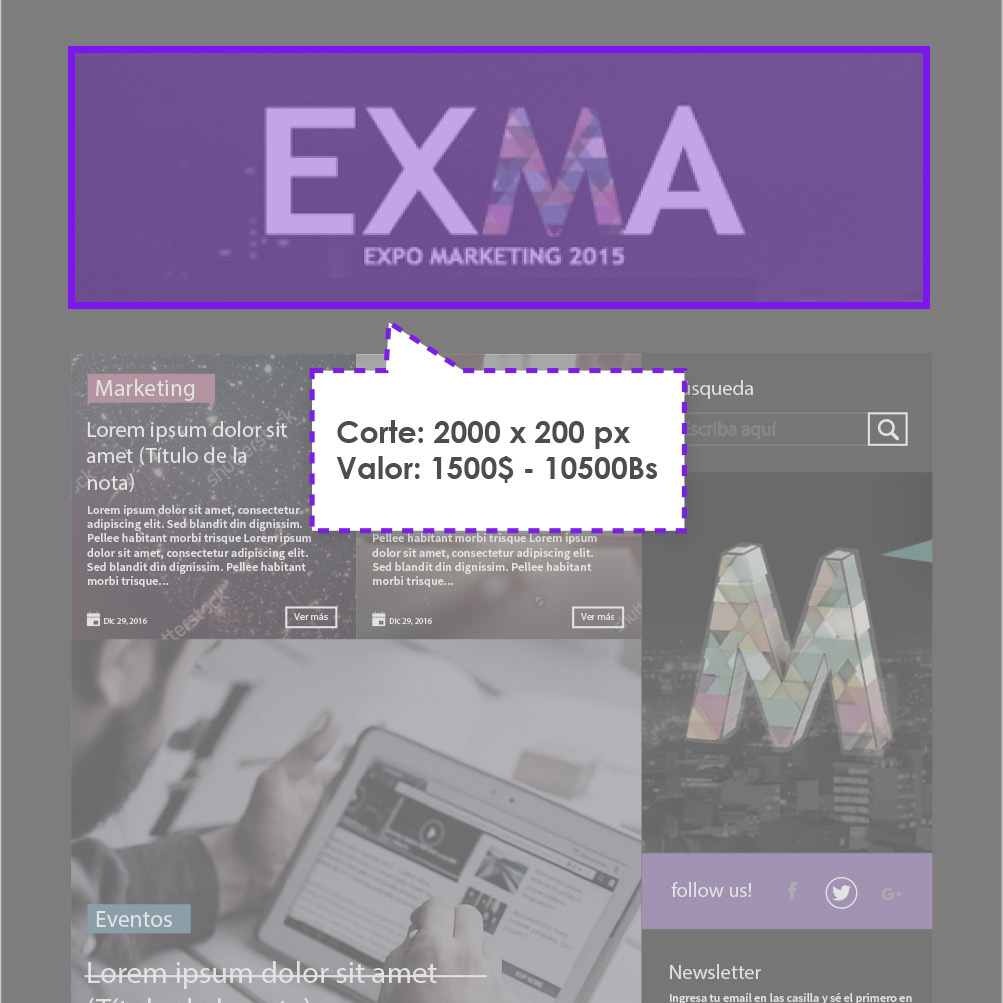 EXMA
EXPO MARKETING 2015
Marketing
Lorem ipsum dolor sit
amet (Título de la
nota)
Lorem ipsum dolor sit amet, consectetur
adipiscing elit. Sed blandit din dignissim.
Pellee habitant morbi trisque Lorem ipsum
dolor sit amet, consectetur adipiscing elit.
Sed blandit din dignissim. Pellee habitant
morbi trisque...
Dic 29, 2016
Ver más
Corte: 2000 x 200 px
Valor: 1500$ - 10500Bs
Pellee habitant morbi trisque Lorem ipsum
dolor sit amet, consectetur adipiscing elit.
Sed blandit din dignissim. Pellee habitant
morbi trisque...
Dic 29, 2016
Ver más
úsqueda
scriba aquí
M
follow us!
f
G+
Eventos
Lorem ipsum dolor sit amet
Newsletter
Ingresa tu email en las casilla y sé el primero en